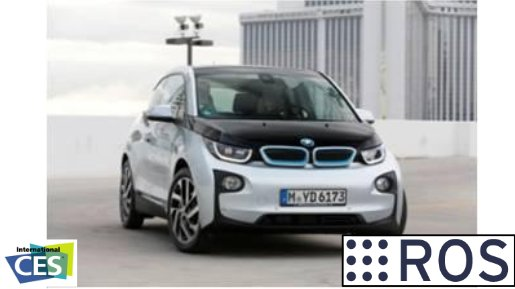 M YD 6173
International
CES
ROS